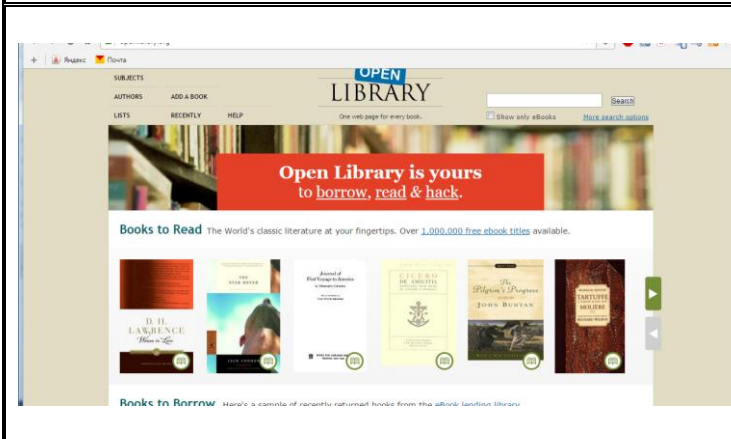 Яндекс Почта
SUBJECTS
AUTHORS ADD A BOOK
LISTS RECENTLY HELP
OPEN
LIBRARY
One web page for every book.
Search
Show only eBooks More search options
Open Library is yours
to borrow, read & hack.
Books to Read The World's classic literature at your fingertips. Over 1,000,000 free ebook titles available.
D. H.
LAWRENCE
Women in Love
THE
STAR ROVER
JACK LONDON
Journal of
First Voyage to America
CICERO
DE AMICITIA
The
Pilgrim's Progress
JOHN BUNYAN
TARTUFFE
MOLIÈRE
RICHARD WILBUR
Books to Borrow Here's a sample of recently returned books from the eBook lending library